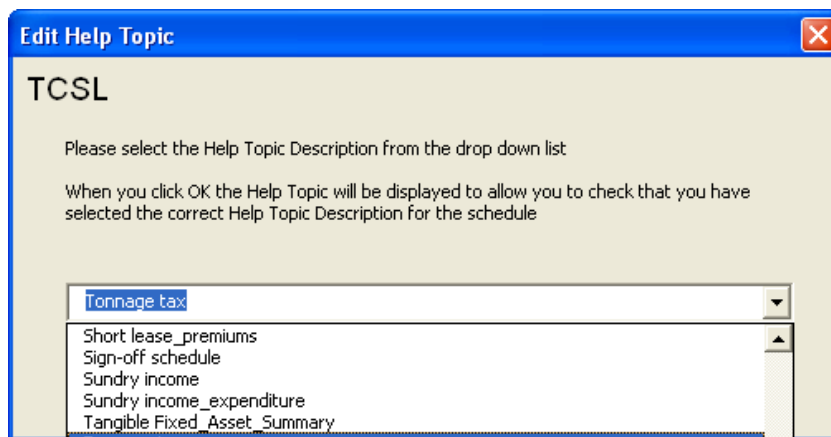 Edit Help Topic
TCSL
Please select the Help Topic Description from the drop down list
When you click OK the Help Topic will be displayed to allow you to check that you have
selected the correct Help Topic Description for the schedule
Tonnage tax
Short lease_premiums
Sign-off schedule
Sundry income
Sundry income_expenditure
Tangible Fixed_Asset_Summary